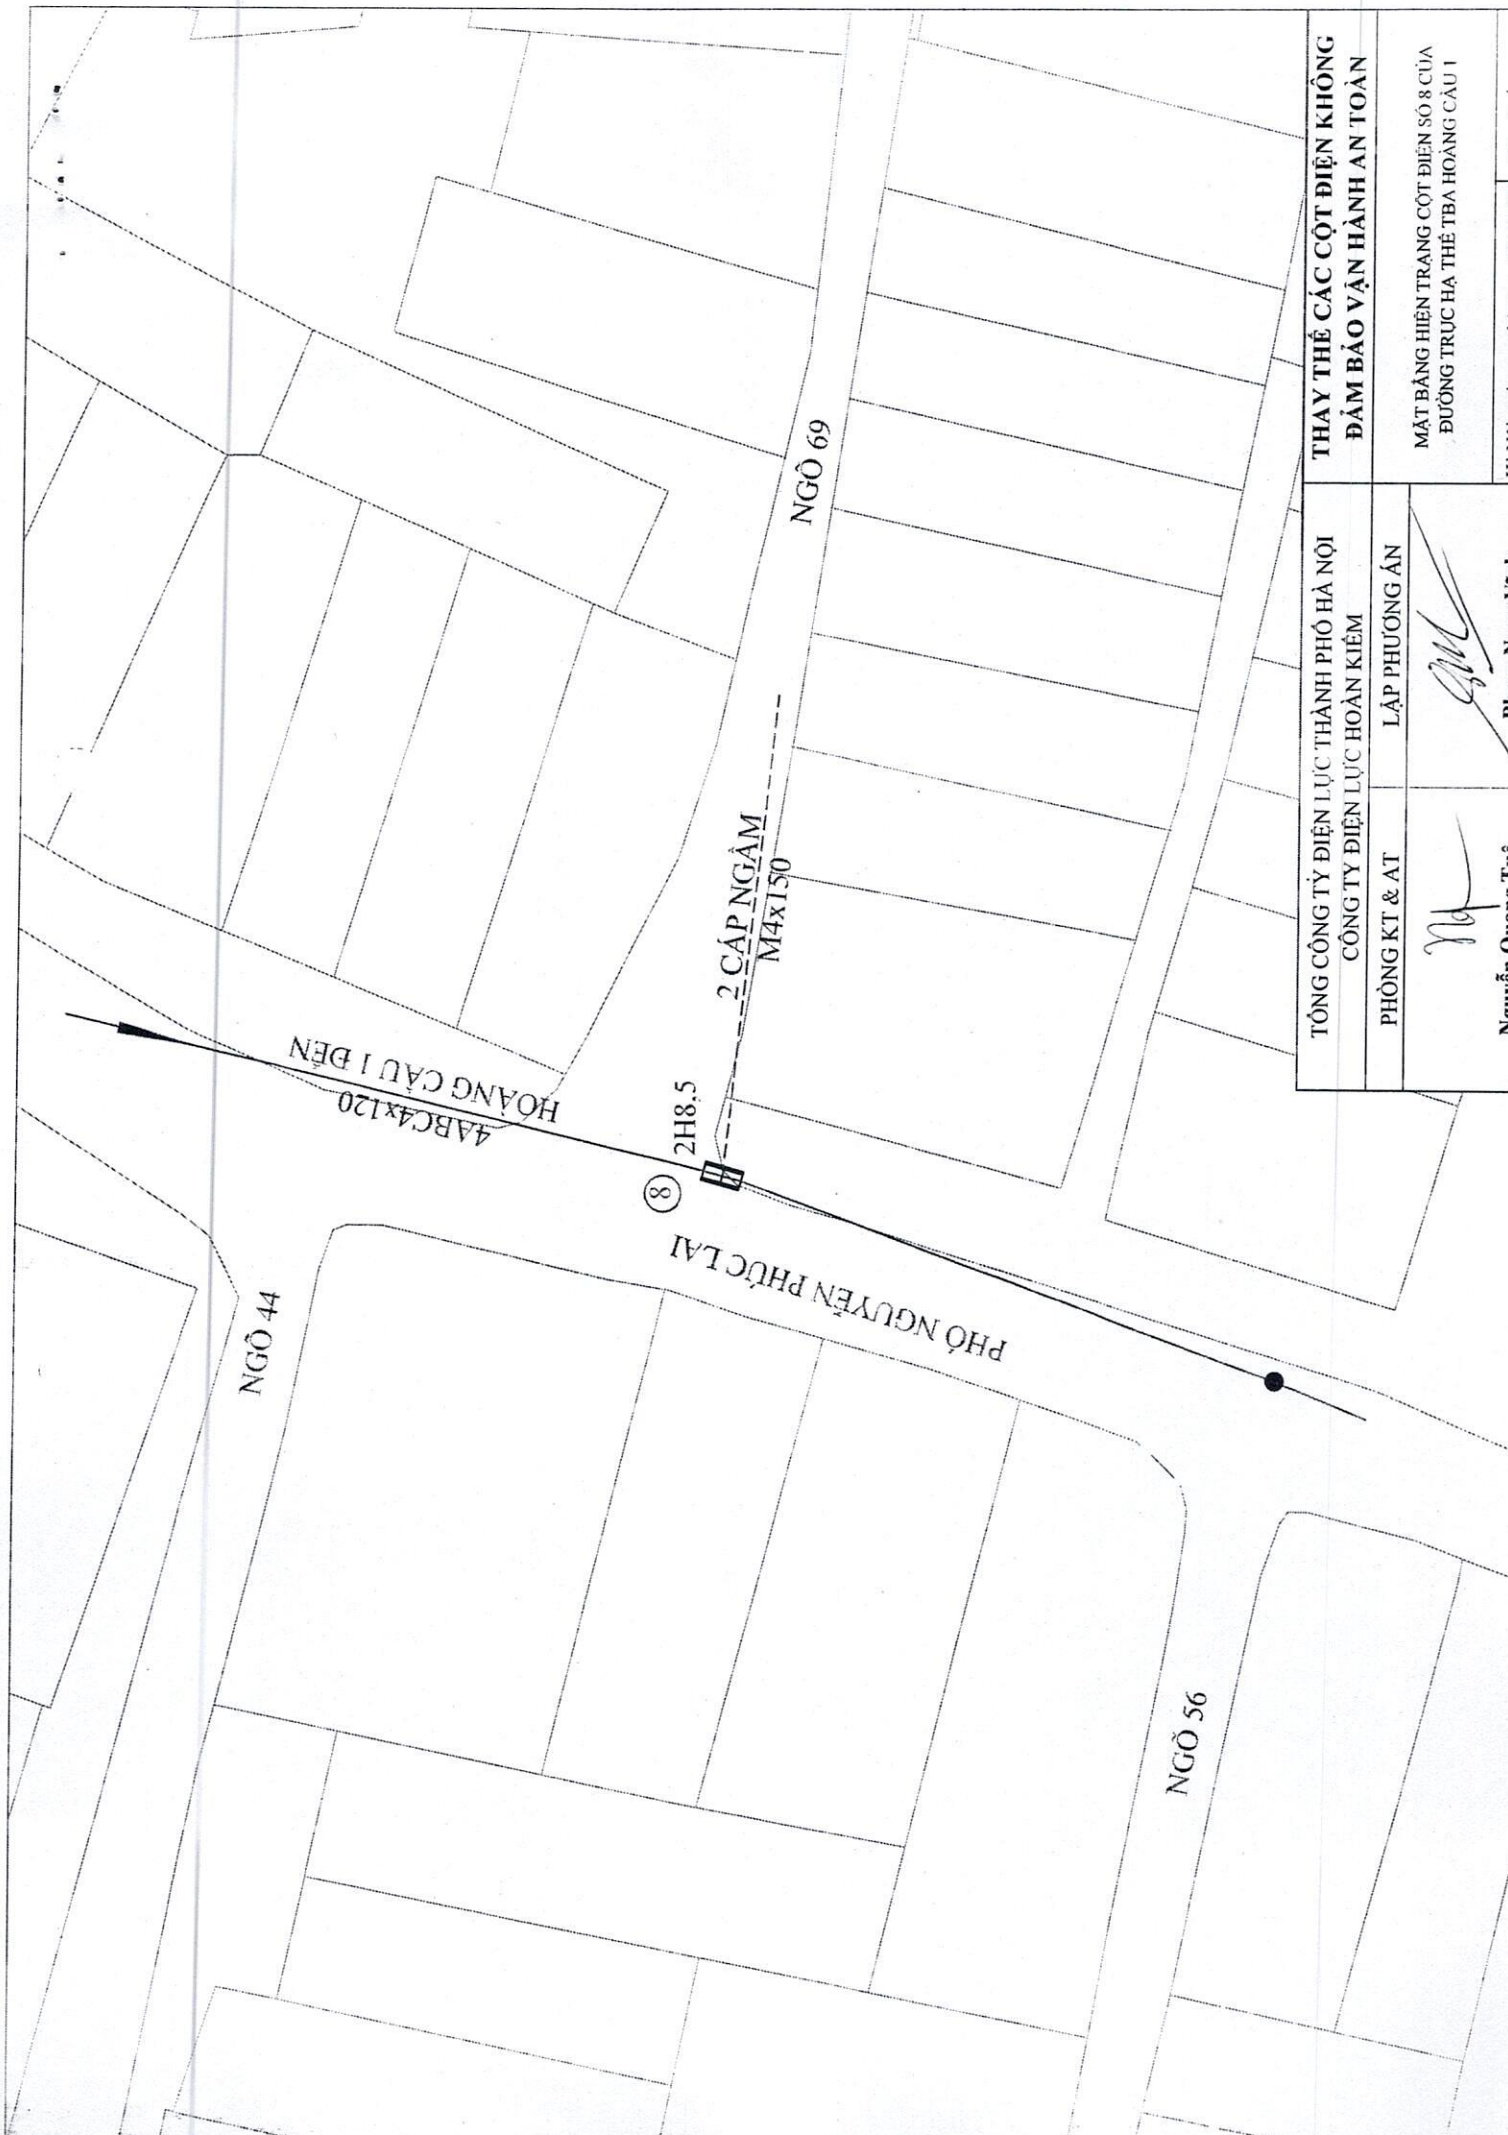 NGÕ 69
2 CÁP NGẦM
M4x150
HOÀNG CẦU 1 ĐẾN
4ABC4x120
2H8,5
8
PHỐ NGUYỄN PHÚC LAI
NGÕ 44
NGÕ 56
TỔNG CÔNG TY ĐIỆN LỰC THÀNH PHỐ HÀ NỘI
CÔNG TY ĐIỆN LỰC HOÀN KIẾM
PHÒNG KT & AT
LẬP PHƯƠNG ÁN
THAY THẾ CÁC CỘT ĐIỆN KHÔNG
ĐẢM BẢO VẬN HÀNH AN TOÀN
MẶT BẰNG HIỆN TRẠNG CỘT ĐIỆN SỐ 8 CỦA
ĐƯỜNG TRỤC HẠ THẾ TBA HOÀNG CẦU 1
Nguyễn Quang